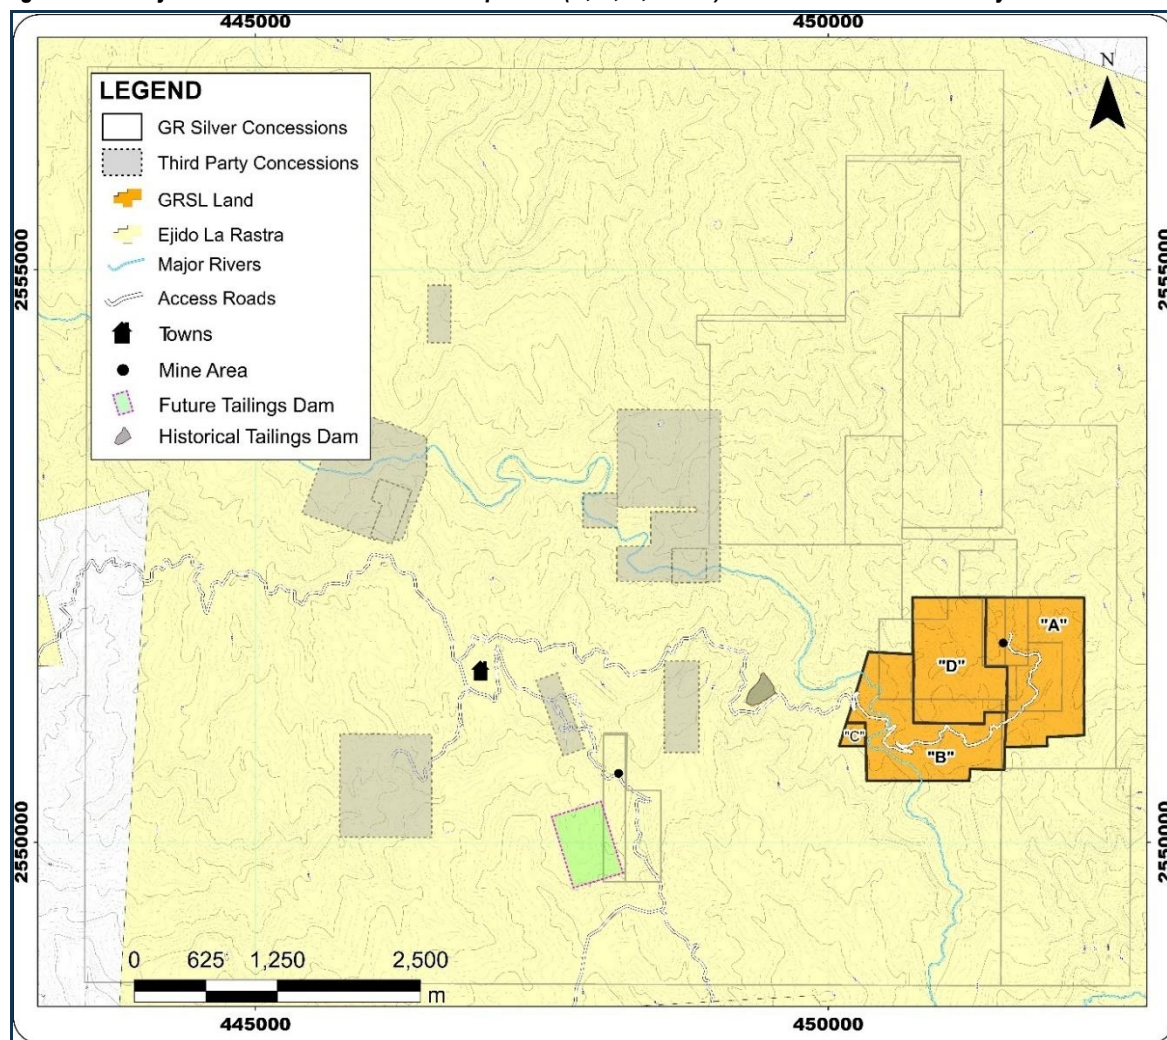 445000
450000
N
LEGEND
GR Silver Concessions
Third Party Concessions
GRSL Land
Ejido La Rastra
Major Rivers
Access Roads
Towns
Mine Area
Future Tailings Dam
Historical Tailings Dam
2555000
2555000
"A"
"D"
"C"
"B"
2550000
2550000
0 625 1,250 2,500
m
445000
450000